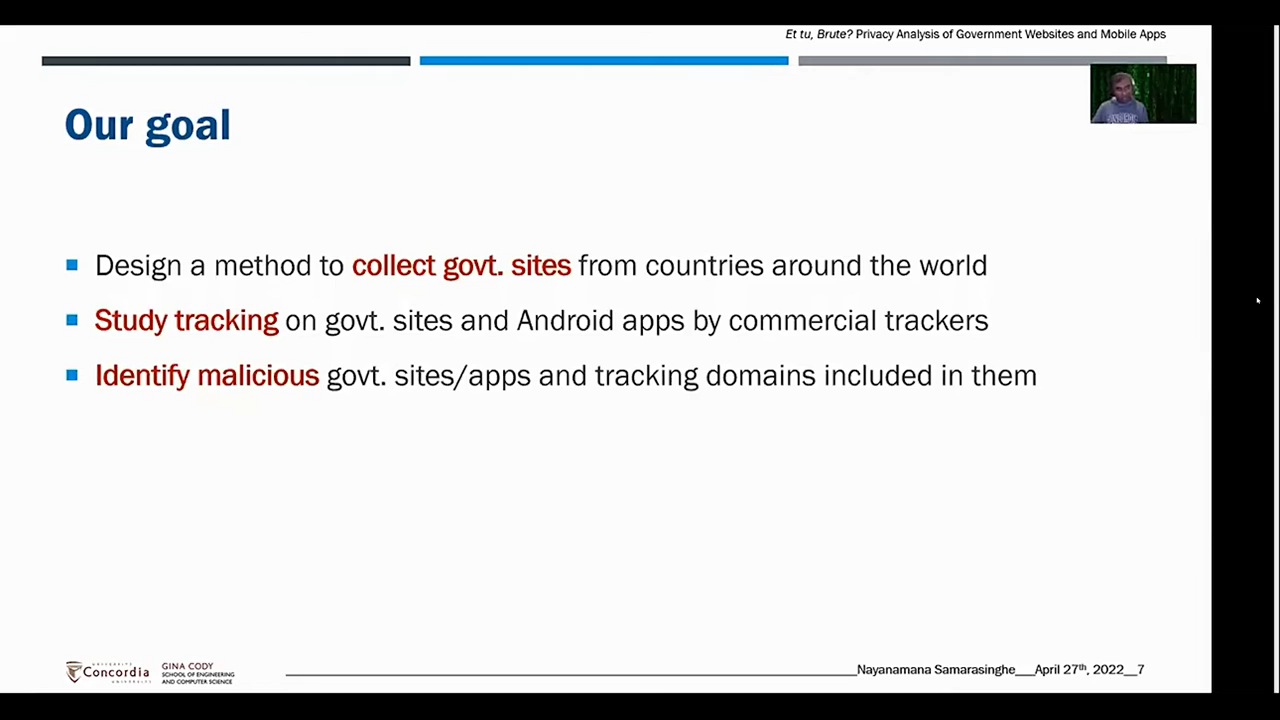 Et tu, Brute? Privacy Analysis of Government Websites and Mobile Apps
Our goal
Design a method to collect govt. sites from countries around the world
Study tracking on govt. sites and Android apps by commercial trackers
Identify malicious govt. sites/apps and tracking domains included in them
UNIVERSITÉ
Concordia
UNIVERSITY
GINA CODY
SCHOOL OF ENGINEERING
AND COMPUTER SCIENCE
Nayanamana Samarasinghe___April 27th, 2022__7